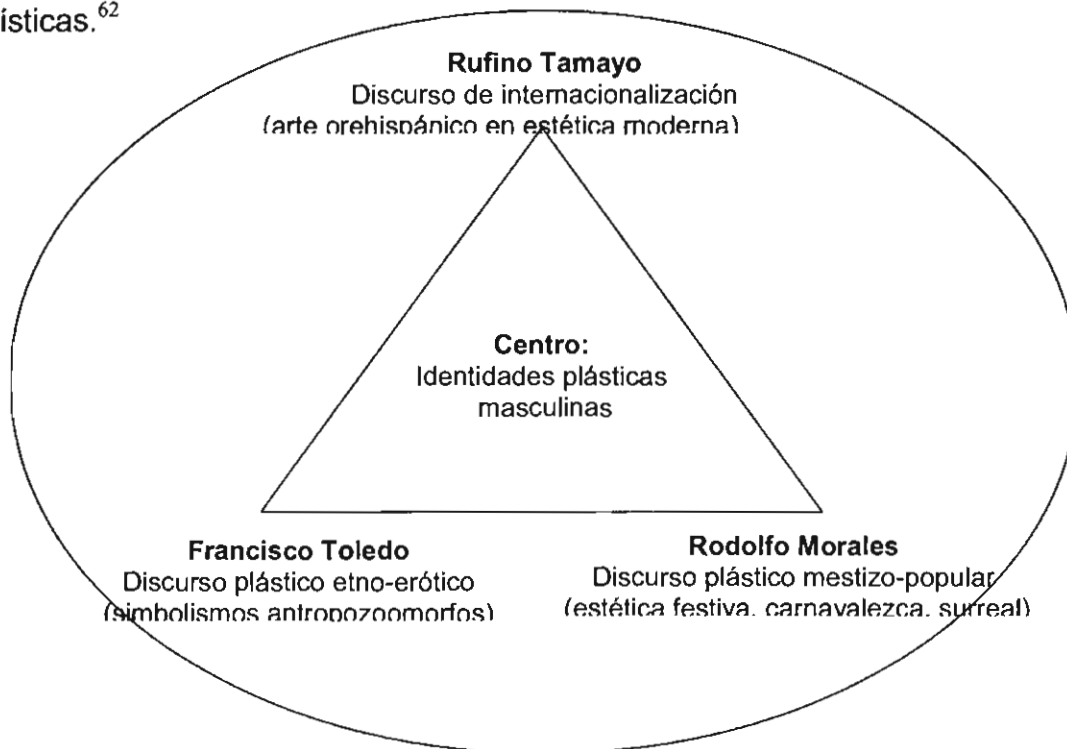 ísticas.62
Rufino Tamayo
Discurso de internacionalización
(arte prehispánico en estética moderna)
Centro:
Identidades plásticas
masculinas
Francisco Toledo
Discurso plástico etno-erótico
(simbolismos antropozoomorfos)
Rodolfo Morales
Discurso plástico mestizo-popular
(estética festiva, carnavalezca, surreal)